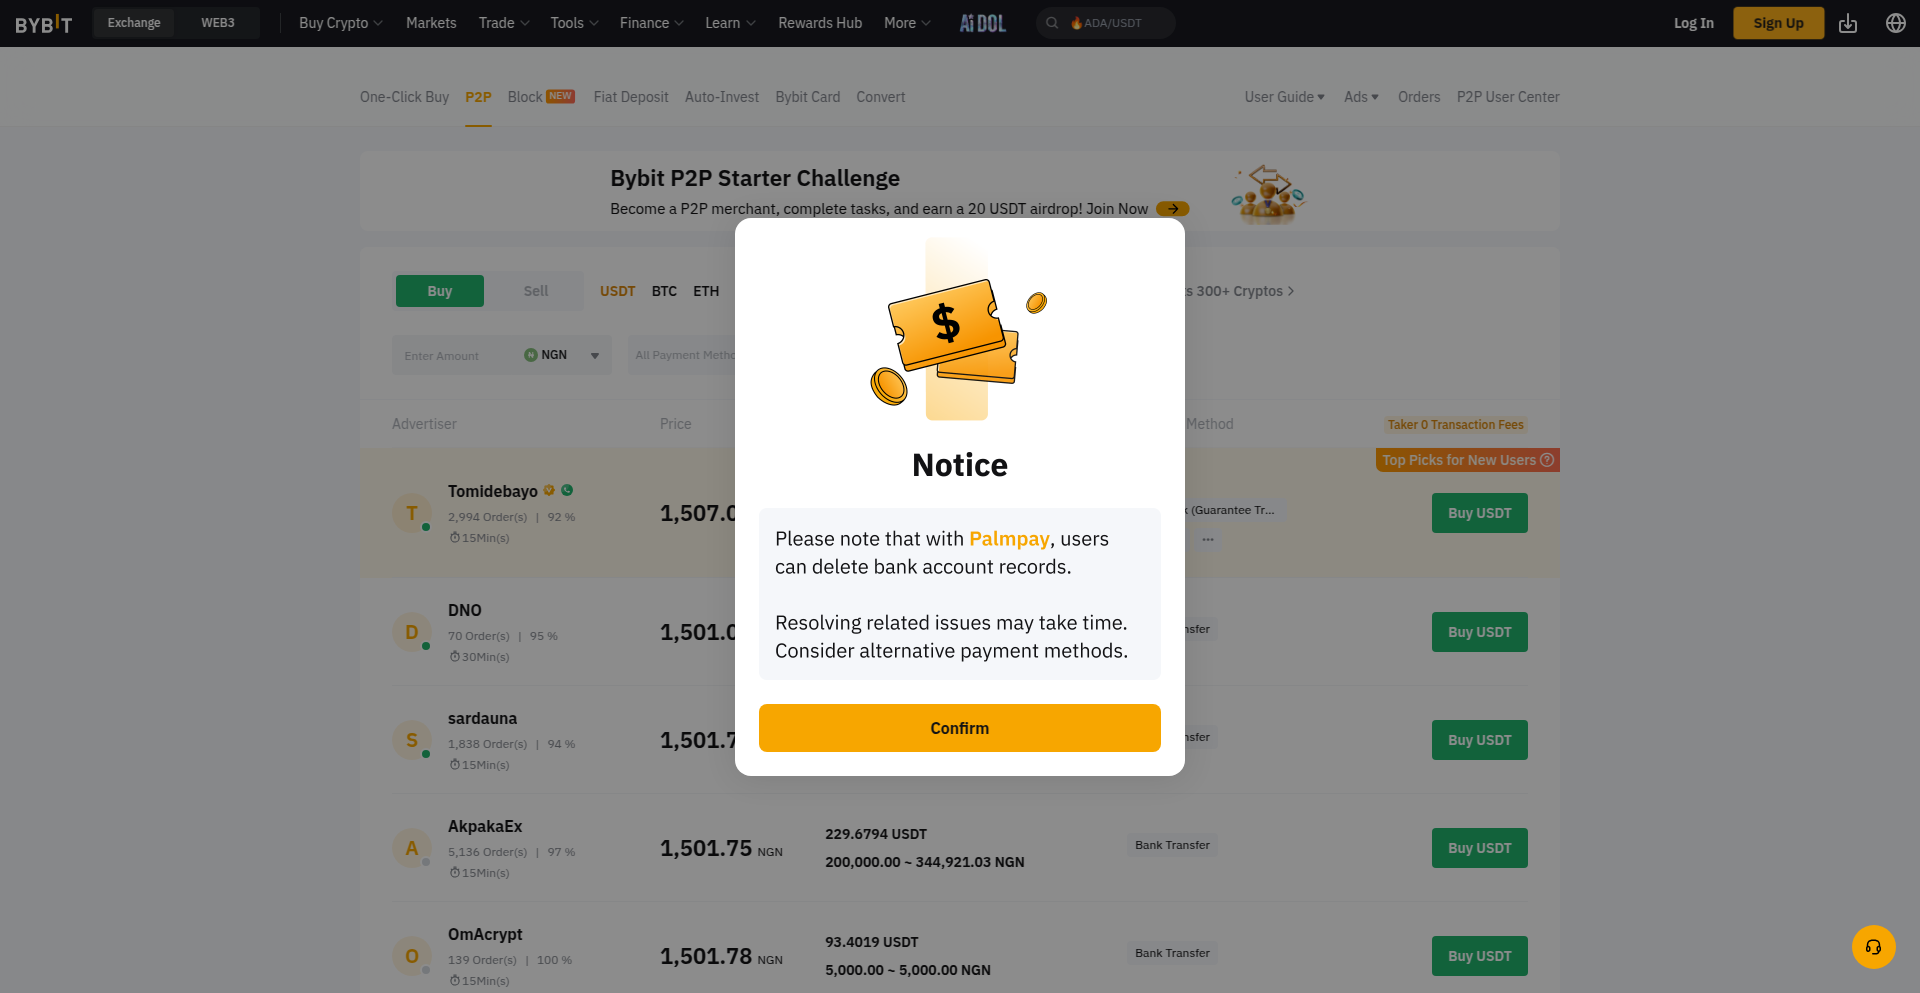 BYBIT Exchange WEB3 Buy Crypto Markets Trade Tools Finance Learn Rewards Hub More AiDOL ADA/USDT Log In Sign Up
One-Click Buy P2P Block NEW Fiat Deposit Auto-Invest Bybit Card Convert User Guide Ads Orders P2P User Center
Bybit P2P Starter Challenge
Become a P2P merchant, complete tasks, and earn a 20 USDT airdrop! Join Now
Buy Sell USDT BTC ETH 300+ Cryptos
Enter Amount NGN All Payment
Advertiser Price Method Taker 0 Transaction Fees
Top Picks for New Users
Tomidebayo
2,994 Order(s) | 92 %
15Min(s)
1,507.0
(Guarantee Tr...
Buy USDT
DNO
70 Order(s) | 95 %
30Min(s)
1,501.0
Buy USDT
sardauna
1,838 Order(s) | 94 %
15Min(s)
1,501.7
Buy USDT
AkpakaEx
5,136 Order(s) | 97 %
15Min(s)
1,501.75 NGN
229.6794 USDT
200,000.00 ~ 344,921.03 NGN
Bank Transfer
Buy USDT
OmAcrypt
139 Order(s) | 100 %
15Min(s)
1,501.78 NGN
93.4019 USDT
5,000.00 ~ 5,000.00 NGN
Bank Transfer
Buy USDT
$
Notice
Please note that with Palmpay, users
can delete bank account records.
Resolving related issues may take time.
Consider alternative payment methods.
Confirm